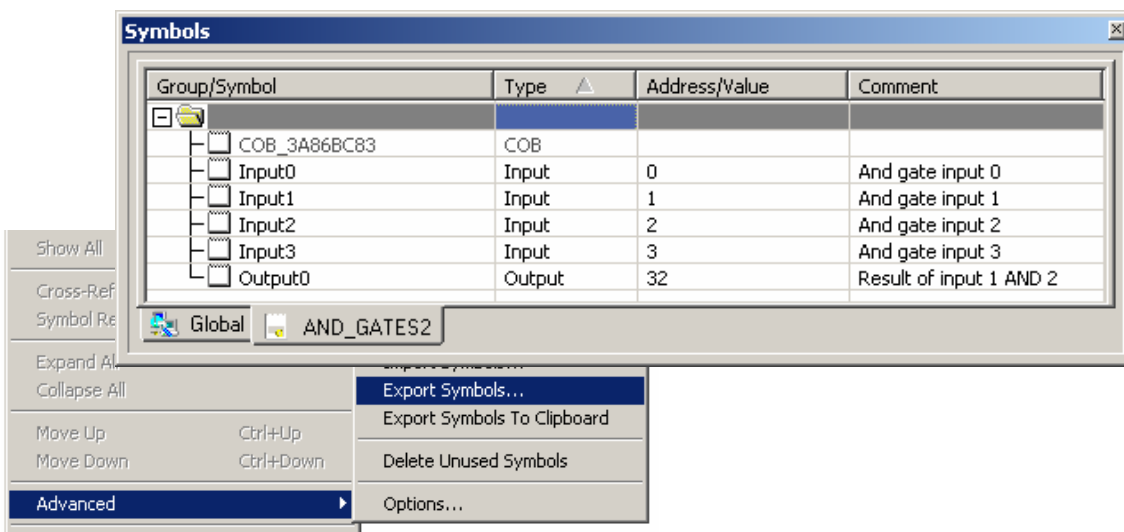 Symbols
Group/Symbol Type Address/Value Comment
COB_3A86BC83 COB
Input0 Input 0 And gate input 0
Input1 Input 1 And gate input 1
Input2 Input 2 And gate input 2
Input3 Input 3 And gate input 3
Output0 Output 32 Result of input 1 AND 2
Global AND_GATES2
Show All
Cross-Ref
Symbol Re
Expand Al
Collapse All
Move Up Ctrl+Up
Move Down Ctrl+Down
Advanced
Import Symbols...
Export Symbols...
Export Symbols To Clipboard
Delete Unused Symbols
Options...